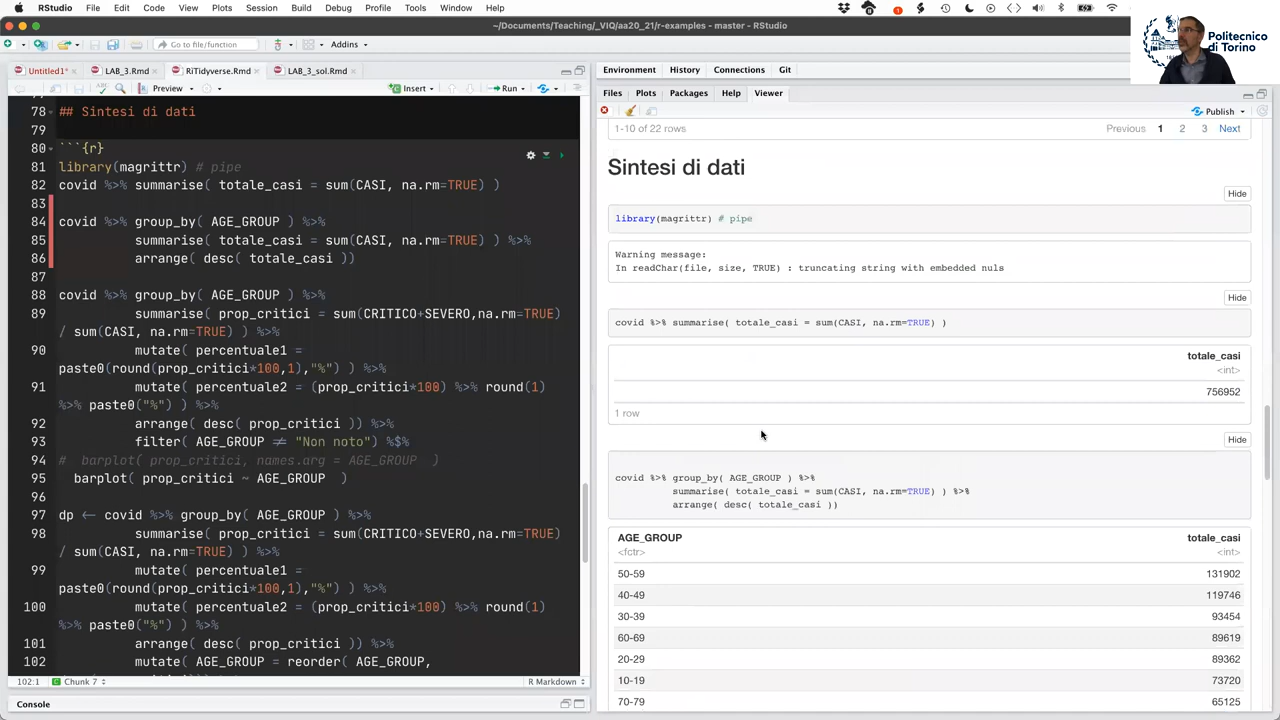 RStudio File Edit Code View Plots Session Build Debug Profile Tools Window Help
~/Documents/Teaching/_VIQ/aa20_21/r-examples - master - RStudio
Go to file/function Addins
Politecnico
di Torino
Untitled1* LAB_3.Rmd RiTidyverse.Rmd LAB_3_sol.Rmd
Preview Insert Run
78 ## Sintesi di dati
79
80 ```{r}
81 library(magrittr) # pipe
82 covid %>% summarise( totale_casi = sum(CASI, na.rm=TRUE) )
83
84 covid %>% group_by( AGE_GROUP ) %>%
85 summarise( totale_casi = sum(CASI, na.rm=TRUE) ) %>%
86 arrange( desc( totale_casi ))
87
88 covid %>% group_by( AGE_GROUP ) %>%
89 summarise( prop_critici = sum(CRITICO+SEVERO,na.rm=TRUE)
/ sum(CASI, na.rm=TRUE) ) %>%
90 mutate( percentuale1 =
paste0(round(prop_critici*100,1),"%") ) %>%
91 mutate( percentuale2 = (prop_critici*100) %>% round(1)
%>% paste0("%") ) %>%
92 arrange( desc( prop_critici )) %>%
93 filter( AGE_GROUP ≠ "Non noto") %$%
94 # barplot( prop_critici, names.arg = AGE_GROUP )
95 barplot( prop_critici ~ AGE_GROUP )
96
97 dp ← covid %>% group_by( AGE_GROUP ) %>%
98 summarise( prop_critici = sum(CRITICO+SEVERO,na.rm=TRUE)
/ sum(CASI, na.rm=TRUE) ) %>%
99 mutate( percentuale1 =
paste0(round(prop_critici*100,1),"%") ) %>%
100 mutate( percentuale2 = (prop_critici*100) %>% round(1)
%>% paste0("%") ) %>%
101 arrange( desc( prop_critici )) %>%
102 mutate( AGE_GROUP = reorder( AGE_GROUP,
102:1 Chunk 7 R Markdown
Console
Environment History Connections Git
Files Plots Packages Help Viewer
Publish
1-10 of 22 rows Previous 1 2 3 Next
Sintesi di dati
Hide
library(magrittr) # pipe
Warning message:
In readChar(file, size, TRUE) : truncating string with embedded nuls
Hide
covid %>% summarise( totale_casi = sum(CASI, na.rm=TRUE) )
totale_casi
<int>
756952
1 row
Hide
covid %>% group_by( AGE_GROUP ) %>%
summarise( totale_casi = sum(CASI, na.rm=TRUE) ) %>%
arrange( desc( totale_casi ))
AGE_GROUP totale_casi
<fctr> <int>
50-59 131902
40-49 119746
30-39 93454
60-69 89619
20-29 89362
10-19 73720
70-79 65125